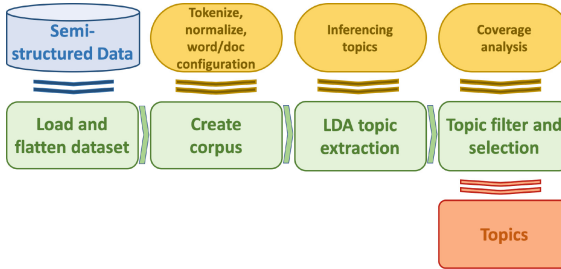 Semi-
structured Data
Tokenize,
normalize,
word/doc
configuration
Inferencing
topics
Coverage
analysis
Load and
flatten dataset
Create
corpus
LDA topic
extraction
Topic filter and
selection
Topics